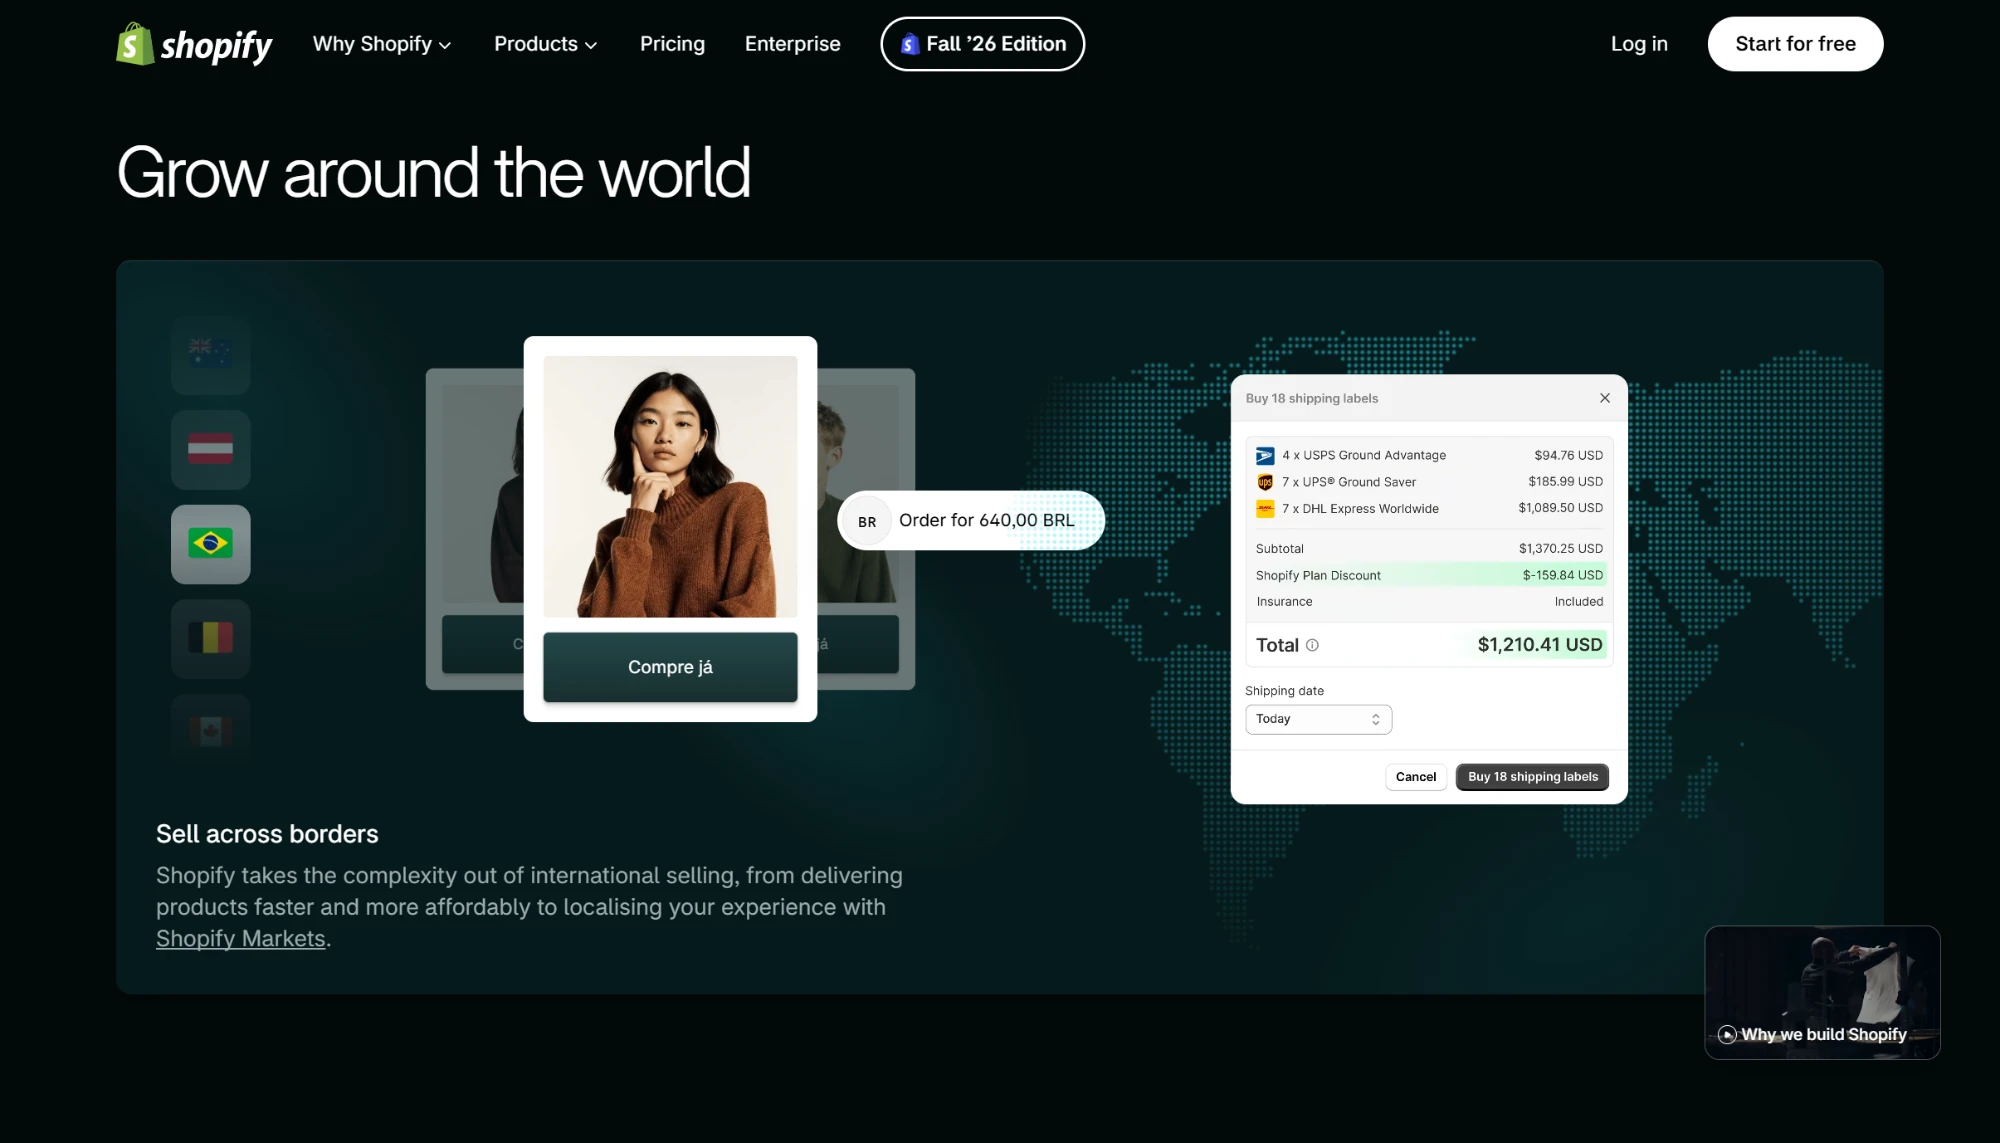 shopify
Why Shopify
Products
Pricing
Enterprise
Fall ’26 Edition
Log in
Start for free
Grow around the world
Compre já
já
BR
Order for 640,00 BRL
Buy 18 shipping labels
4 x USPS Ground Advantage $94.76 USD
ups
7 x UPS® Ground Saver $185.99 USD
DHL
7 x DHL Express Worldwide $1,089.50 USD
Subtotal $1,370.25 USD
Shopify Plan Discount $-159.84 USD
Insurance Included
Total $1,210.41 USD
Shipping date
Today
Cancel
Buy 18 shipping labels
Sell across borders
Shopify takes the complexity out of international selling, from delivering
products faster and more affordably to localising your experience with
Shopify Markets.
Why we build Shopify